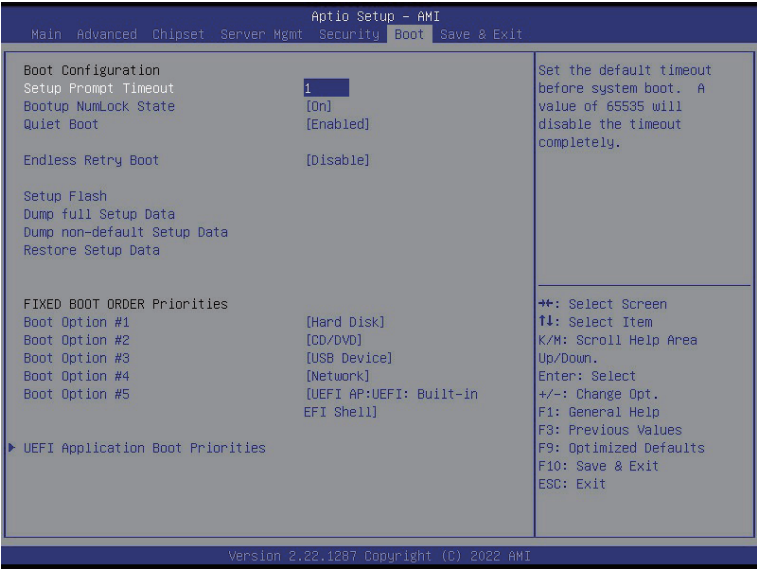 Aptio Setup – AMI
Main Advanced Chipset Server Mgmt Security Boot Save & Exit
Boot Configuration
Setup Prompt Timeout 1
Bootup NumLock State [On]
Quiet Boot [Enabled]
Endless Retry Boot [Disable]
Setup Flash
Dump full Setup Data
Dump non-default Setup Data
Restore Setup Data
FIXED BOOT ORDER Priorities
Boot Option #1 [Hard Disk]
Boot Option #2 [CD/DVD]
Boot Option #3 [USB Device]
Boot Option #4 [Network]
Boot Option #5 [UEFI AP:UEFI: Built-in
EFI Shell]
UEFI Application Boot Priorities
Set the default timeout
before system boot. A
value of 65535 will
disable the timeout
completely.
→←: Select Screen
↑↓: Select Item
K/M: Scroll Help Area
Up/Down.
Enter: Select
+/-: Change Opt.
F1: General Help
F3: Previous Values
F9: Optimized Defaults
F10: Save & Exit
ESC: Exit
Version 2.22.1287 Copyright (C) 2022 AMI